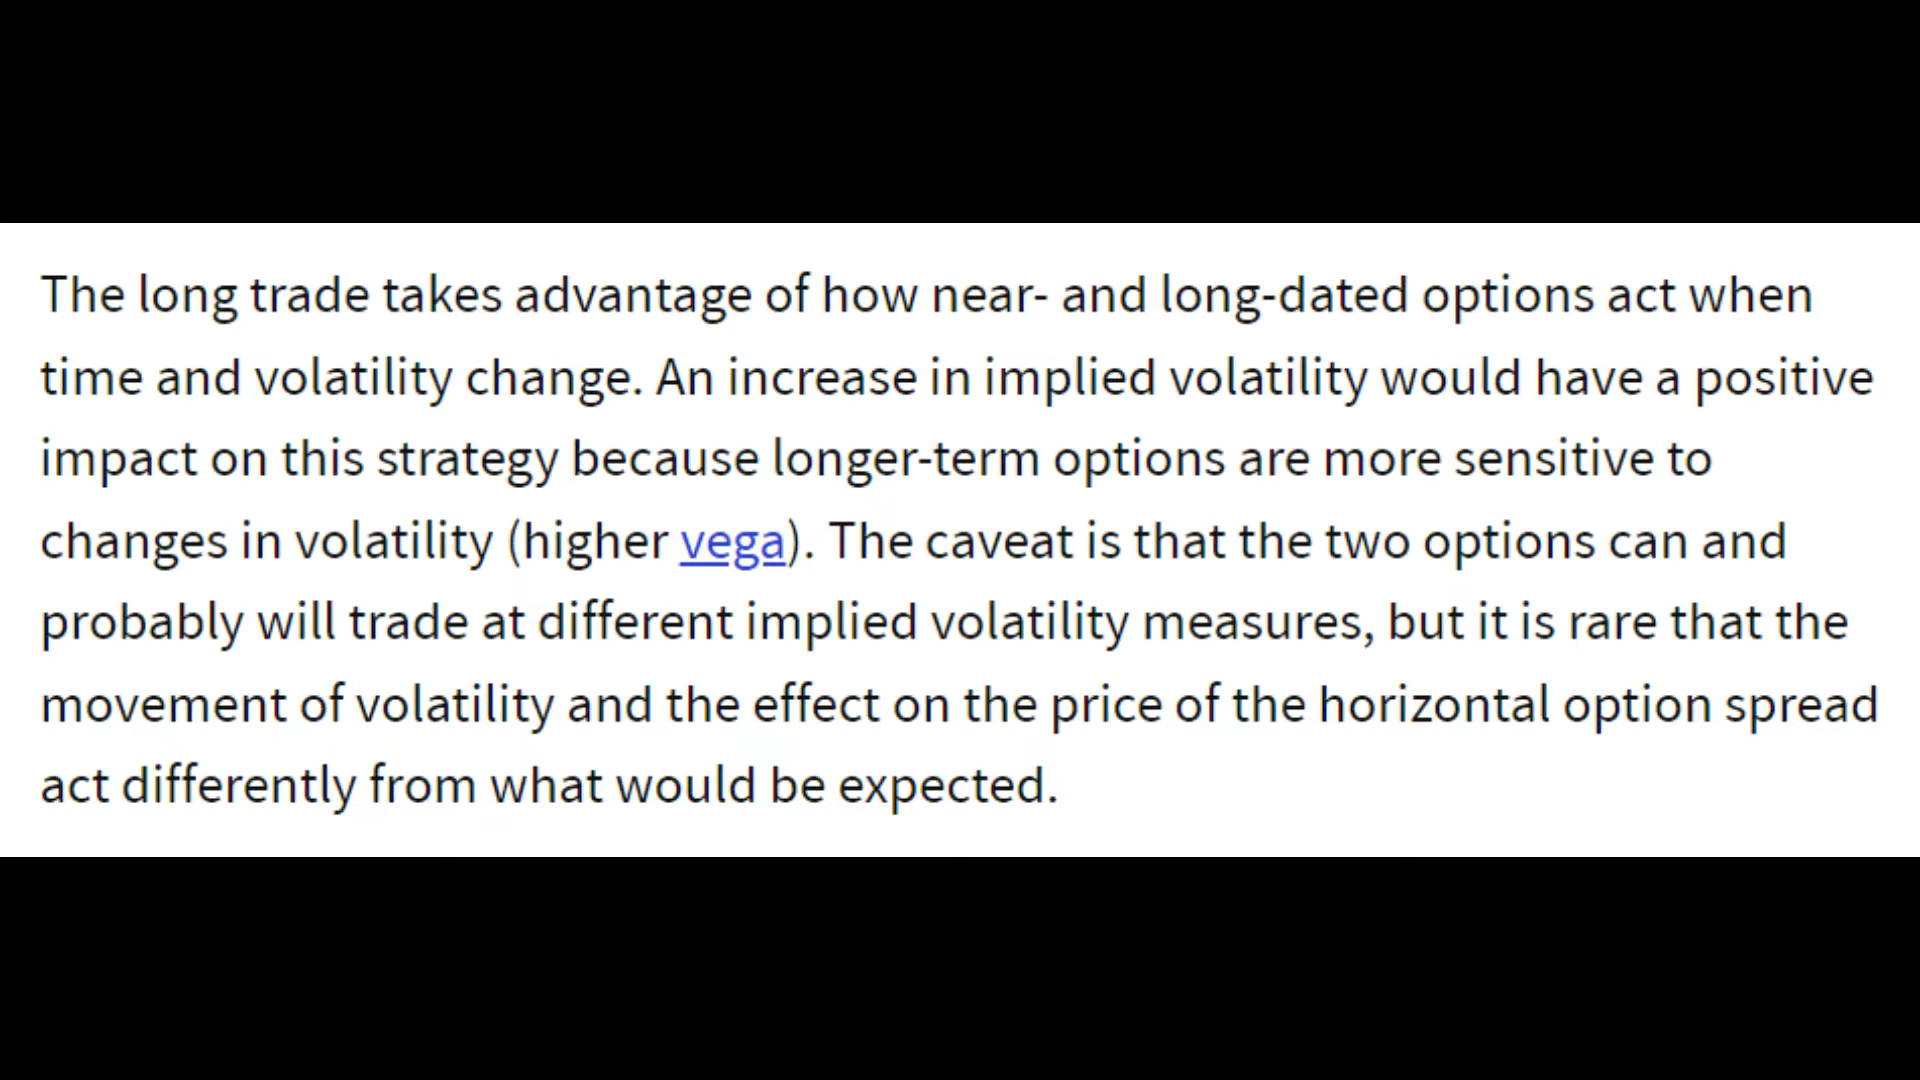 The long trade takes advantage of how near- and long-dated options act when
time and volatility change. An increase in implied volatility would have a positive
impact on this strategy because longer-term options are more sensitive to
changes in volatility (higher vega). The caveat is that the two options can and
probably will trade at different implied volatility measures, but it is rare that the
movement of volatility and the effect on the price of the horizontal option spread
act differently from what would be expected.